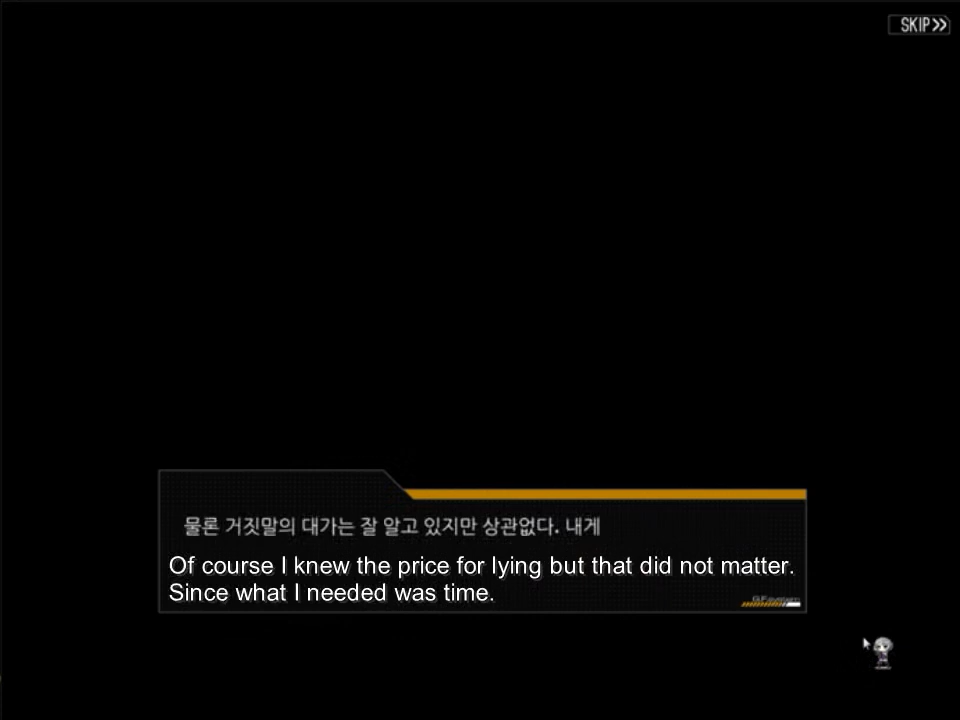 SKIP
물론 거짓말의 대가는 잘 알고 있지만 상관없다. 내게
Of course I knew the price for lying but that did not matter.
Since what I needed was time.